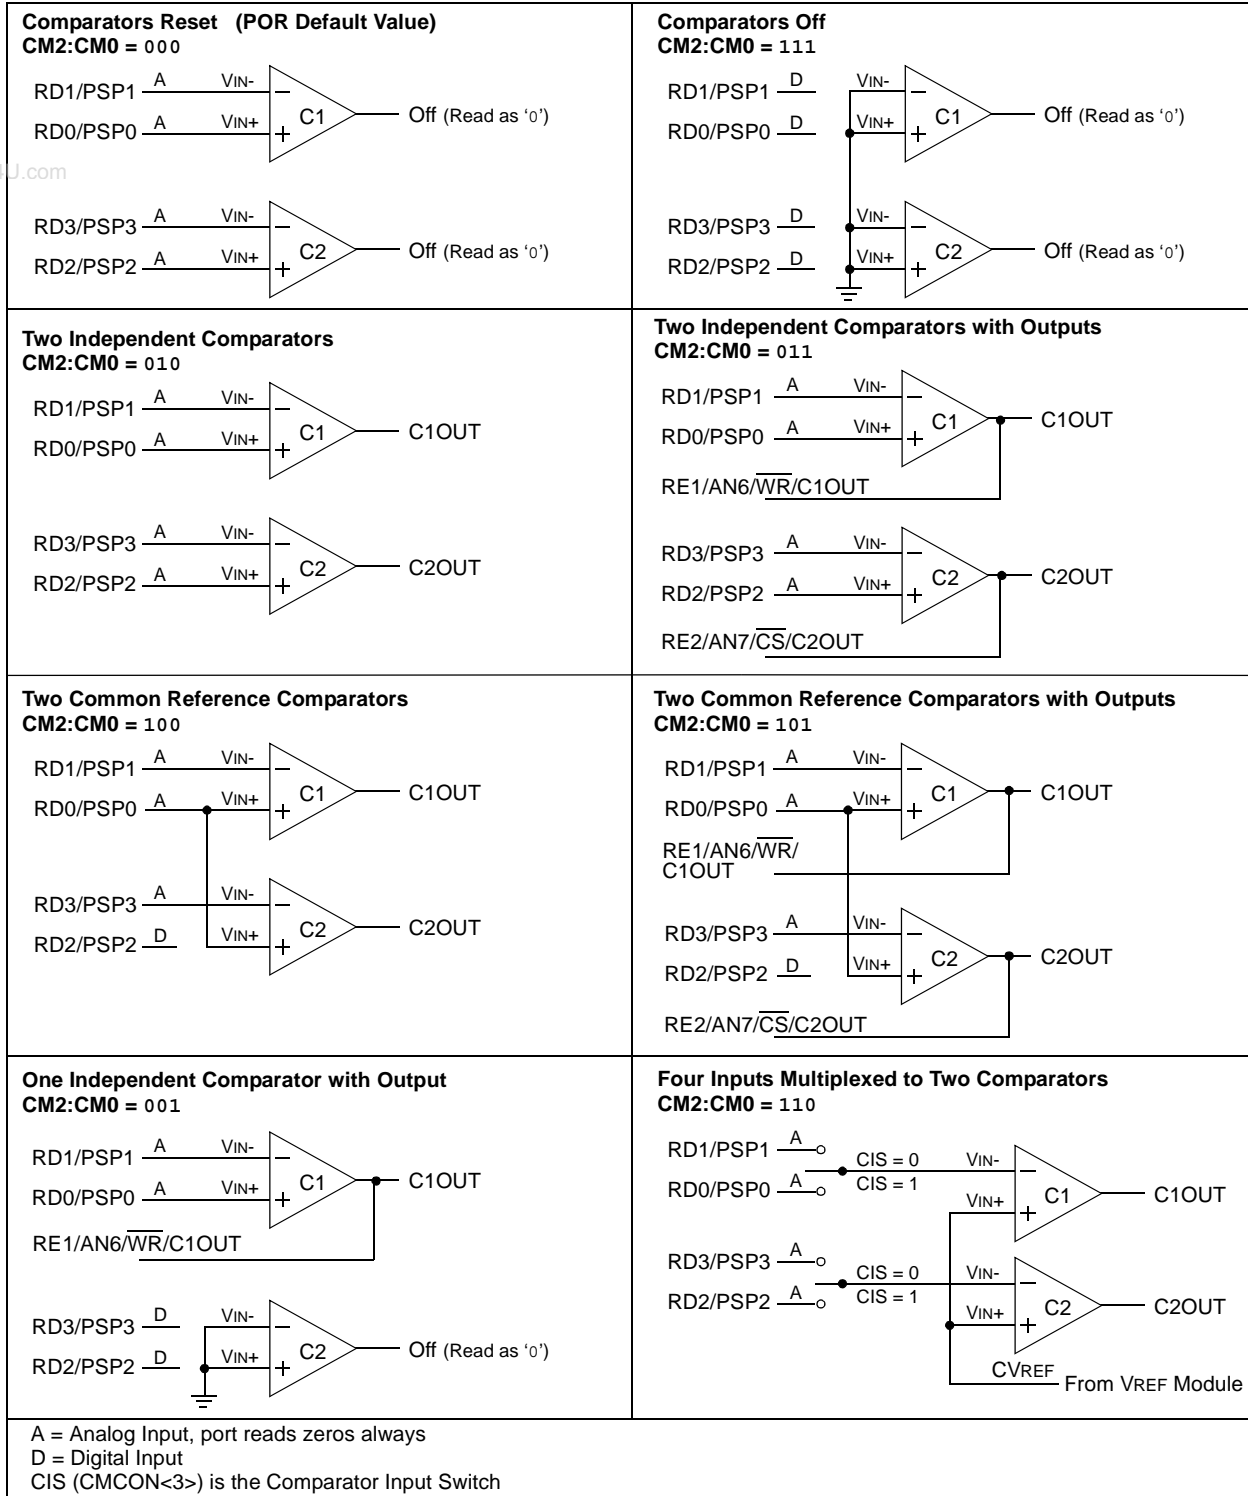 Comparators Reset (POR Default Value)
CM2:CM0 = 000
RD1/PSP1 A VIN- −
C1 Off (Read as ‘0’)
RD0/PSP0 A VIN+ +
RD3/PSP3 A VIN- −
C2 Off (Read as ‘0’)
RD2/PSP2 A VIN+ +
U.com
Comparators Off
CM2:CM0 = 111
RD1/PSP1 D VIN- −
C1 Off (Read as ‘0’)
RD0/PSP0 D VIN+ +
RD3/PSP3 D VIN- −
C2 Off (Read as ‘0’)
RD2/PSP2 D VIN+ +
Two Independent Comparators
CM2:CM0 = 010
RD1/PSP1 A VIN- −
C1 C1OUT
RD0/PSP0 A VIN+ +
RD3/PSP3 A VIN- −
C2 C2OUT
RD2/PSP2 A VIN+ +
Two Independent Comparators with Outputs
CM2:CM0 = 011
RD1/PSP1 A VIN- −
C1 C1OUT
RD0/PSP0 A VIN+ +
RE1/AN6/W̅R̅/C1OUT
RD3/PSP3 A VIN- −
C2 C2OUT
RD2/PSP2 A VIN+ +
RE2/AN7/C̅S̅/C2OUT
Two Common Reference Comparators
CM2:CM0 = 100
RD1/PSP1 A VIN- −
C1 C1OUT
RD0/PSP0 A VIN+ +
RD3/PSP3 A VIN- −
C2 C2OUT
RD2/PSP2 D VIN+ +
Two Common Reference Comparators with Outputs
CM2:CM0 = 101
RD1/PSP1 A VIN- −
C1 C1OUT
RD0/PSP0 A VIN+ +
RE1/AN6/W̅R̅/
C1OUT
RD3/PSP3 A VIN- −
C2 C2OUT
RD2/PSP2 D VIN+ +
RE2/AN7/C̅S̅/C2OUT
One Independent Comparator with Output
CM2:CM0 = 001
RD1/PSP1 A VIN- −
C1 C1OUT
RD0/PSP0 A VIN+ +
RE1/AN6/W̅R̅/C1OUT
RD3/PSP3 D VIN- −
C2 Off (Read as ‘0’)
RD2/PSP2 D VIN+ +
Four Inputs Multiplexed to Two Comparators
CM2:CM0 = 110
RD1/PSP1 A
CIS = 0 VIN- −
RD0/PSP0 A CIS = 1
VIN+ + C1 C1OUT
RD3/PSP3 A
CIS = 0 VIN- −
RD2/PSP2 A CIS = 1
VIN+ + C2 C2OUT
CVREF
From VREF Module
A = Analog Input, port reads zeros always
D = Digital Input
CIS (CMCON<3>) is the Comparator Input Switch